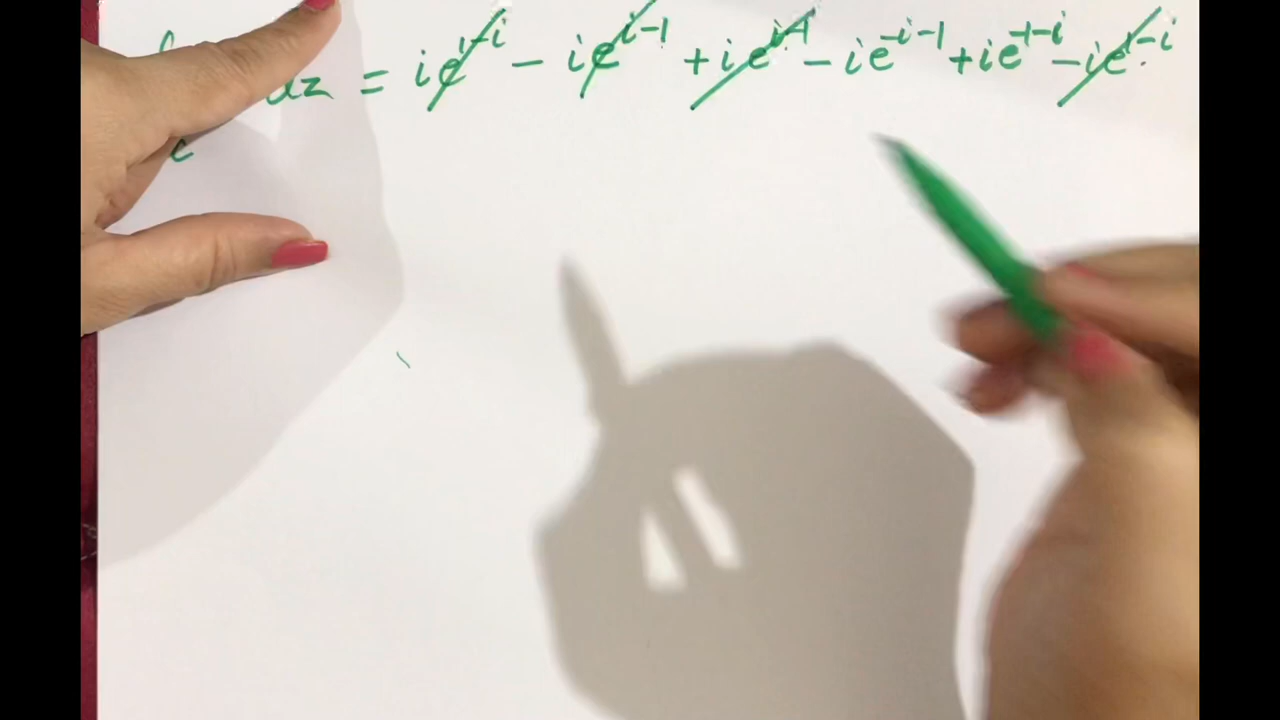 dz = ie^{1-i} - ie^{i-1} + ie^{i-1} - ie^{-i-1} + ie^{-1-i} - ie^{1-i}
c